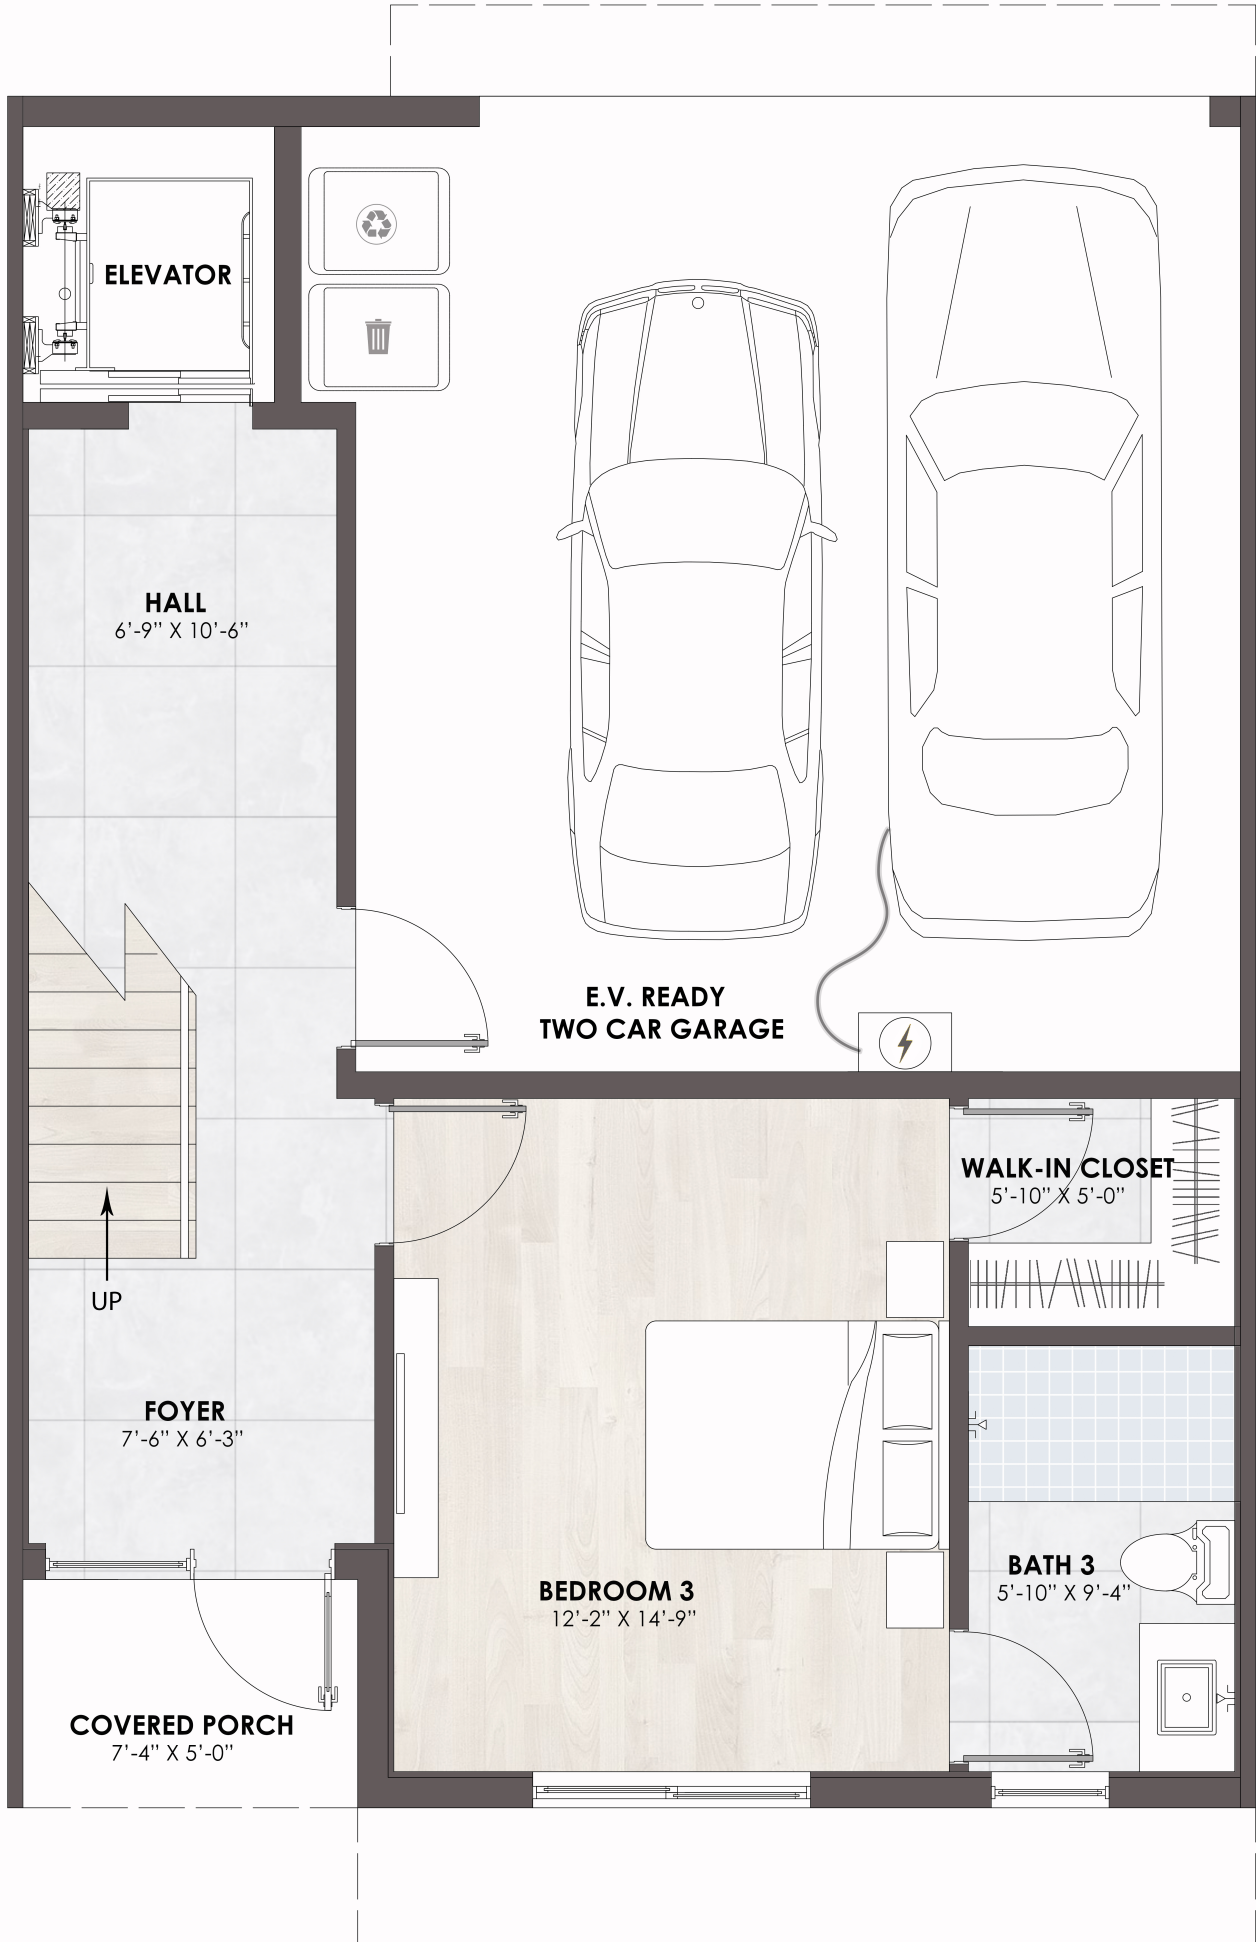 ELEVATOR
HALL
6’-9” X 10’-6”
E.V. READY
TWO CAR GARAGE
WALK-IN CLOSET
5’-10” X 5’-0”
UP
FOYER
7’-6” X 6’-3”
BATH 3
5’-10” X 9’-4”
BEDROOM 3
12’-2” X 14’-9”
COVERED PORCH
7’-4” X 5’-0”